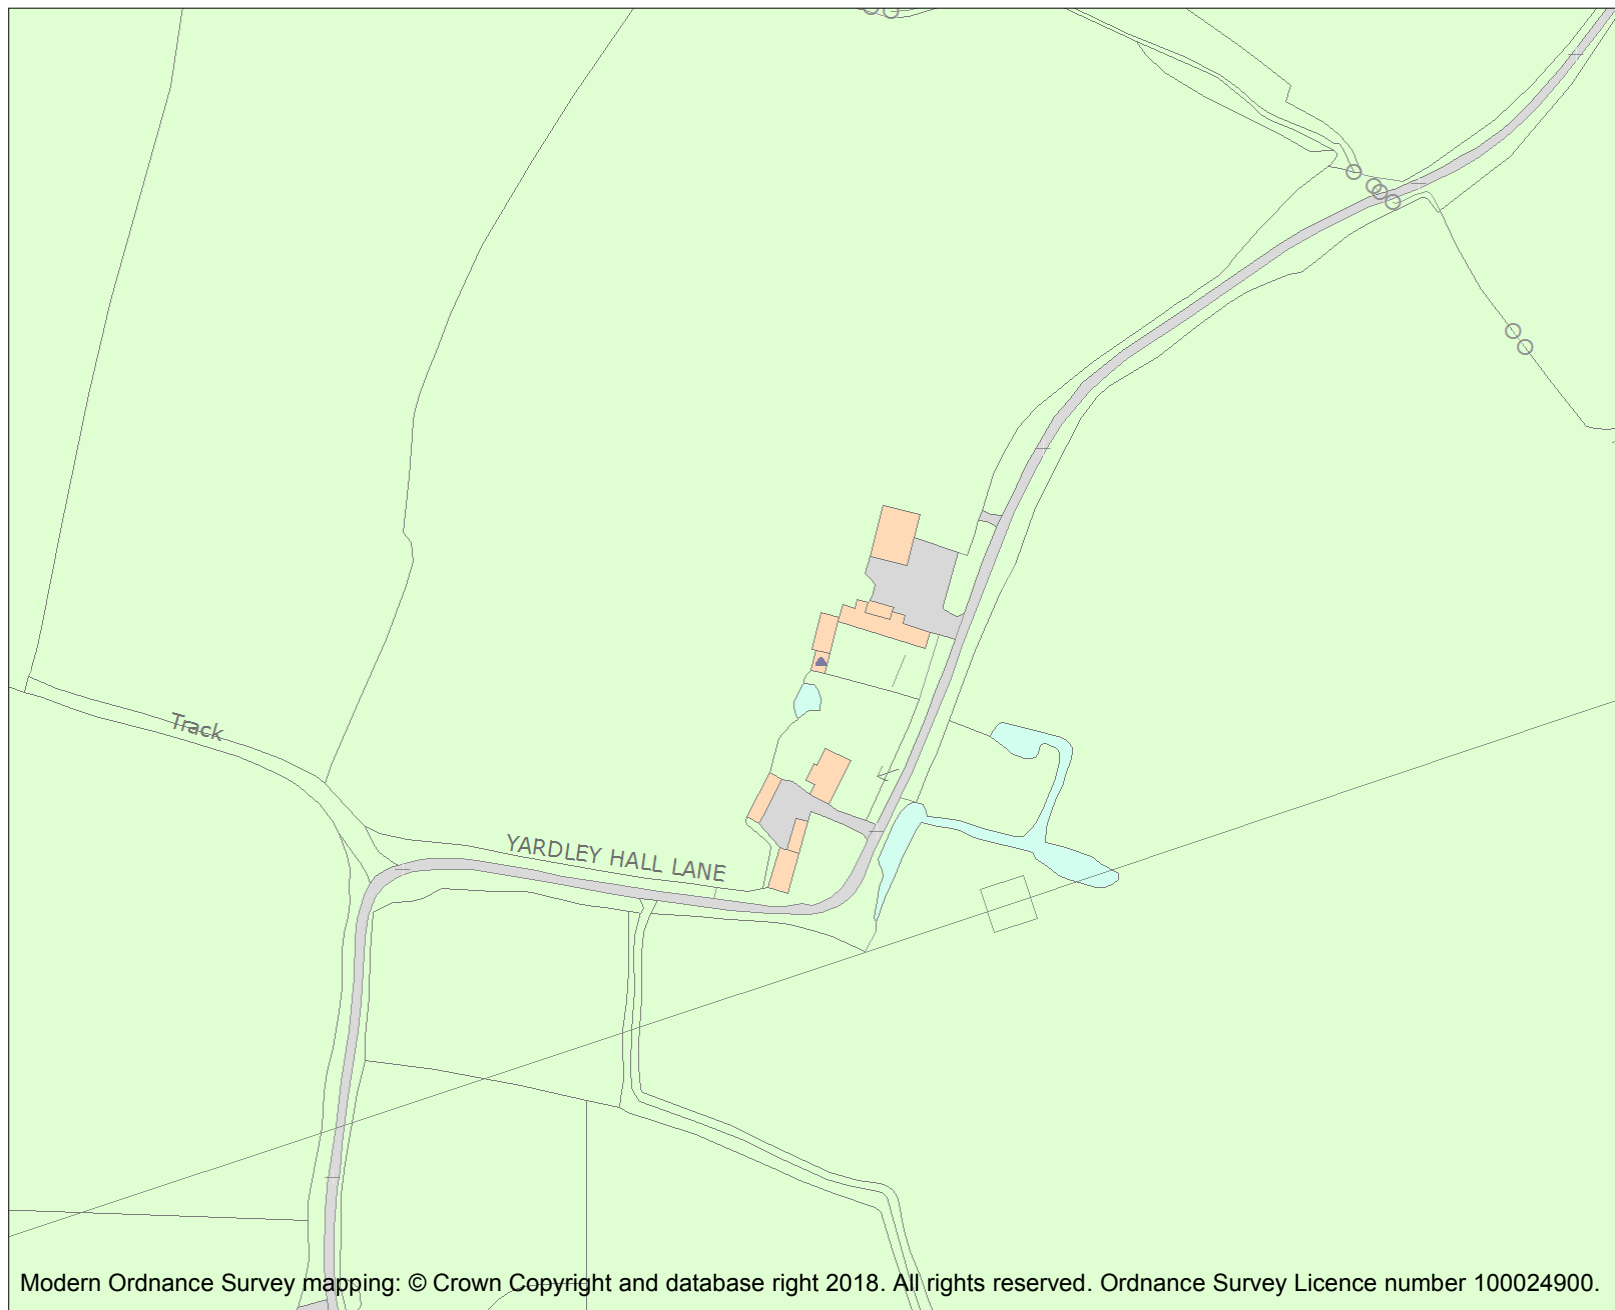 Track
YARDLEY HALL LANE
Modern Ordnance Survey mapping: © Crown Copyright and database right 2018. All rights reserved. Ordnance Survey Licence number 100024900.